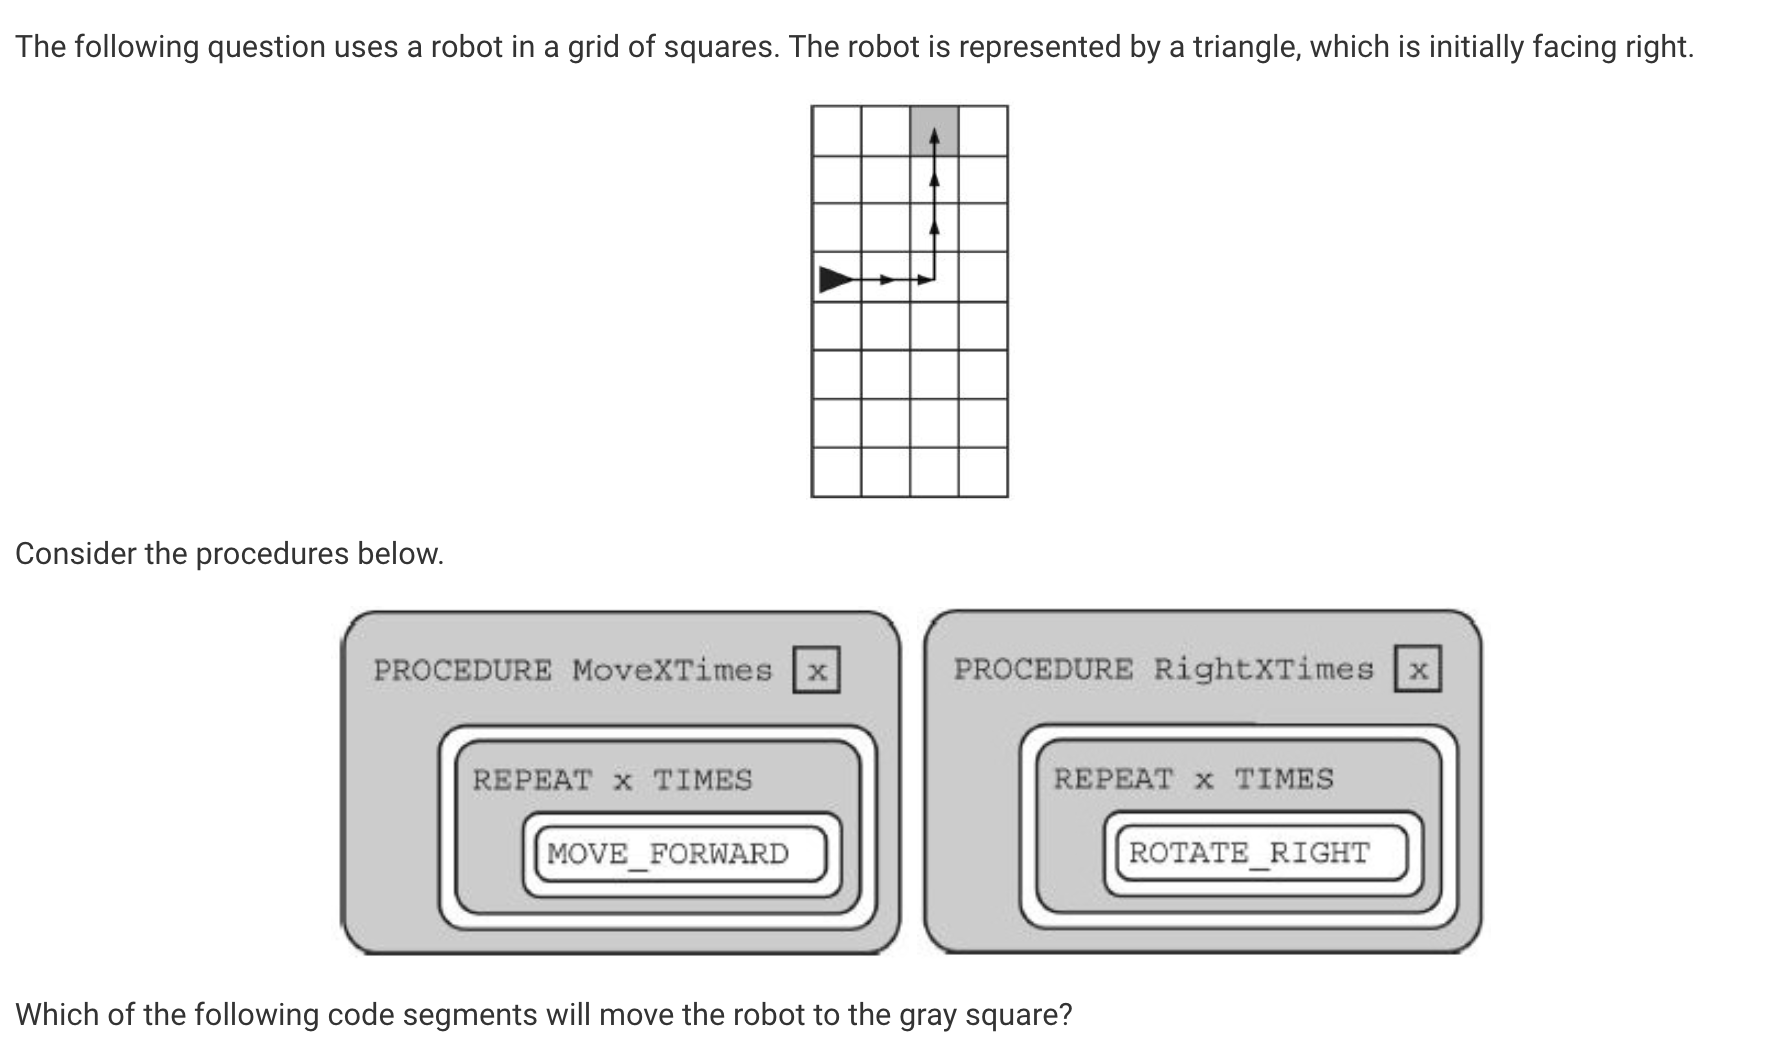 The following question uses a robot in a grid of squares. The robot is represented by a triangle, which is initially facing right.
Consider the procedures below.
PROCEDURE MoveXTimes x
REPEAT x TIMES
MOVE_FORWARD
PROCEDURE RightXTimes x
REPEAT x TIMES
ROTATE_RIGHT
Which of the following code segments will move the robot to the gray square?